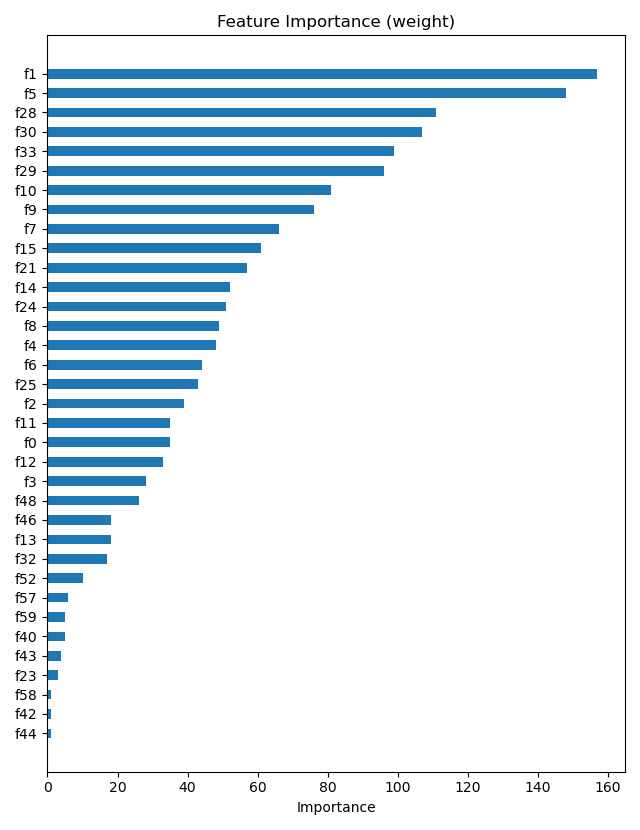 Feature Importance (weight)
f1
f5
f28
f30
f33
f29
f10
f9
f7
f15
f21
f14
f24
f8
f4
f6
f25
f2
f11
f0
f12
f3
f48
f46
f13
f32
f52
f57
f59
f40
f43
f23
f58
f42
f44
0 20 40 60 80 100 120 140 160
Importance